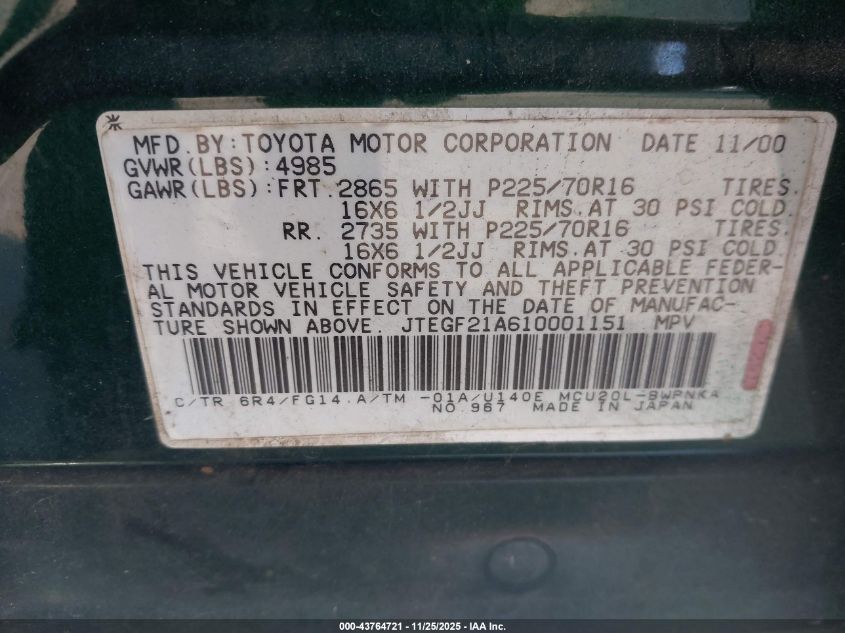 MFD.BY:TOYOTA MOTOR CORPORATION DATE 11/00
GVWR(LBS):4985
GAWR(LBS):FRT.2865 WITH P225/70R16 TIRES.
16X6 1/2JJ RIMS.AT 30 PSI COLD.
RR. 2735 WITH P225/70R16 TIRES.
16X6 1/2JJ RIMS.AT 30 PSI COLD.
THIS VEHICLE CONFORMS TO ALL APPLICABLE FEDER-
AL MOTOR VEHICLE SAFETY AND THEFT PREVENTION
STANDARDS IN EFFECT ON THE DATE OF MANUFAC-
TURE SHOWN ABOVE. JTEGF21A610001151 MPV
C/TR 6R4/FG14.A/TM -01A/U140E MCU20L-BWPNKA
NO.967 MADE IN JAPAN
000-43764721 - 11/25/2025 - IAA Inc.